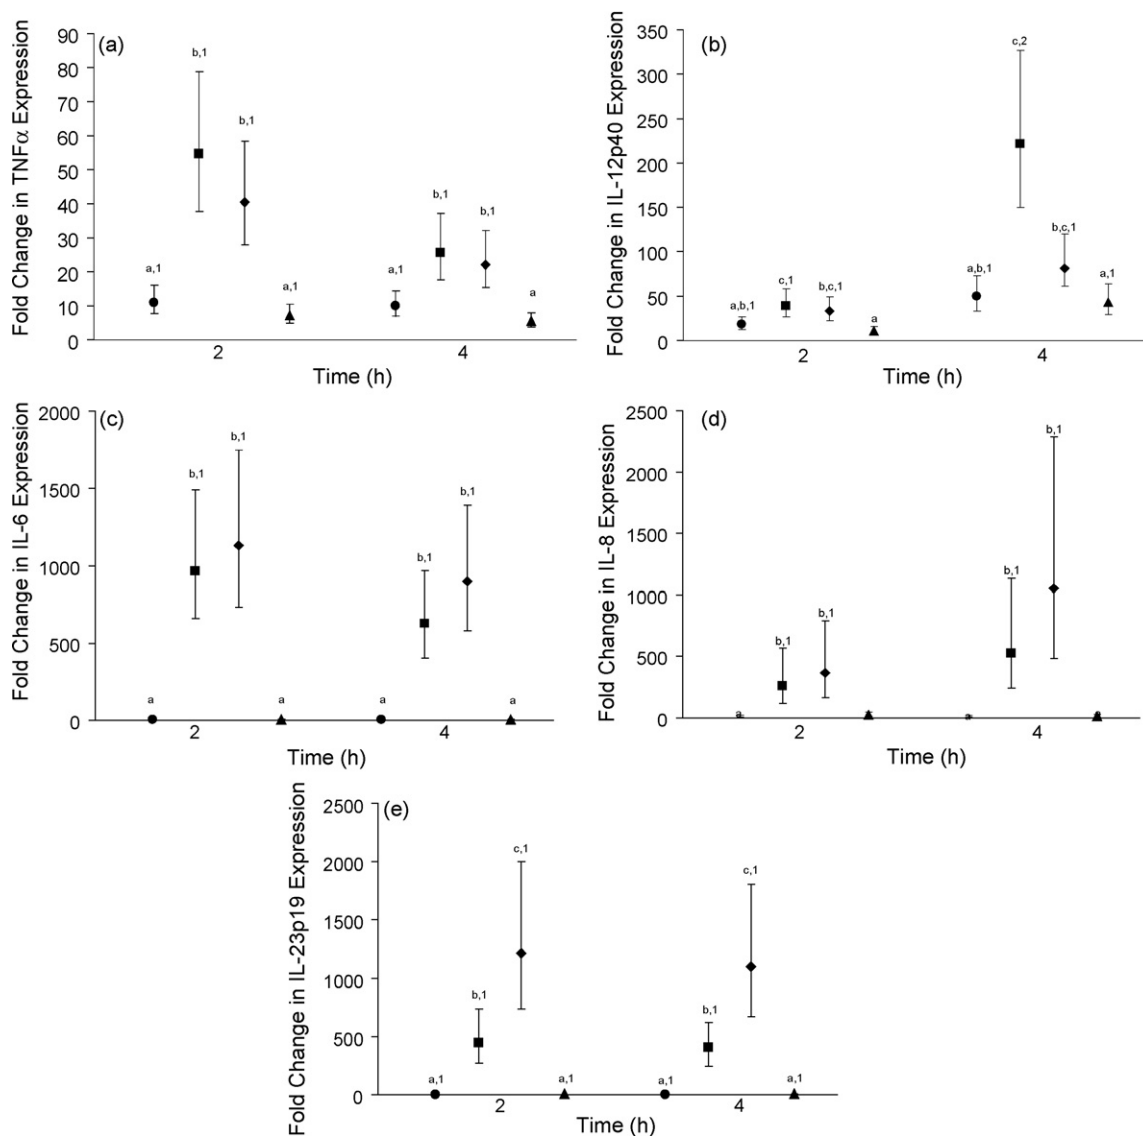 (a)
Fold Change in TNFα Expression
90
80
70
60
50
40
30
20
10
0
a,1
b,1
b,1
a,1
a,1
b,1
b,1
a
2
4
Time (h)
(b)
Fold Change in IL-12p40 Expression
350
300
250
200
150
100
50
0
a,b,1
c,1
b,c,1
a
a,b,1
c,2
b,c,1
a,1
2
4
Time (h)
(c)
Fold Change in IL-6 Expression
2000
1500
1000
500
0
a
b,1
b,1
a
a
b,1
b,1
a
2
4
Time (h)
(d)
Fold Change in IL-8 Expression
2500
2000
1500
1000
500
0
a
b,1
b,1
a
b,1
b,1
a
2
4
Time (h)
(e)
Fold Change in IL-23p19 Expression
2500
2000
1500
1000
500
0
a,1
b,1
c,1
a,1
a,1
b,1
c,1
a,1
2
4
Time (h)